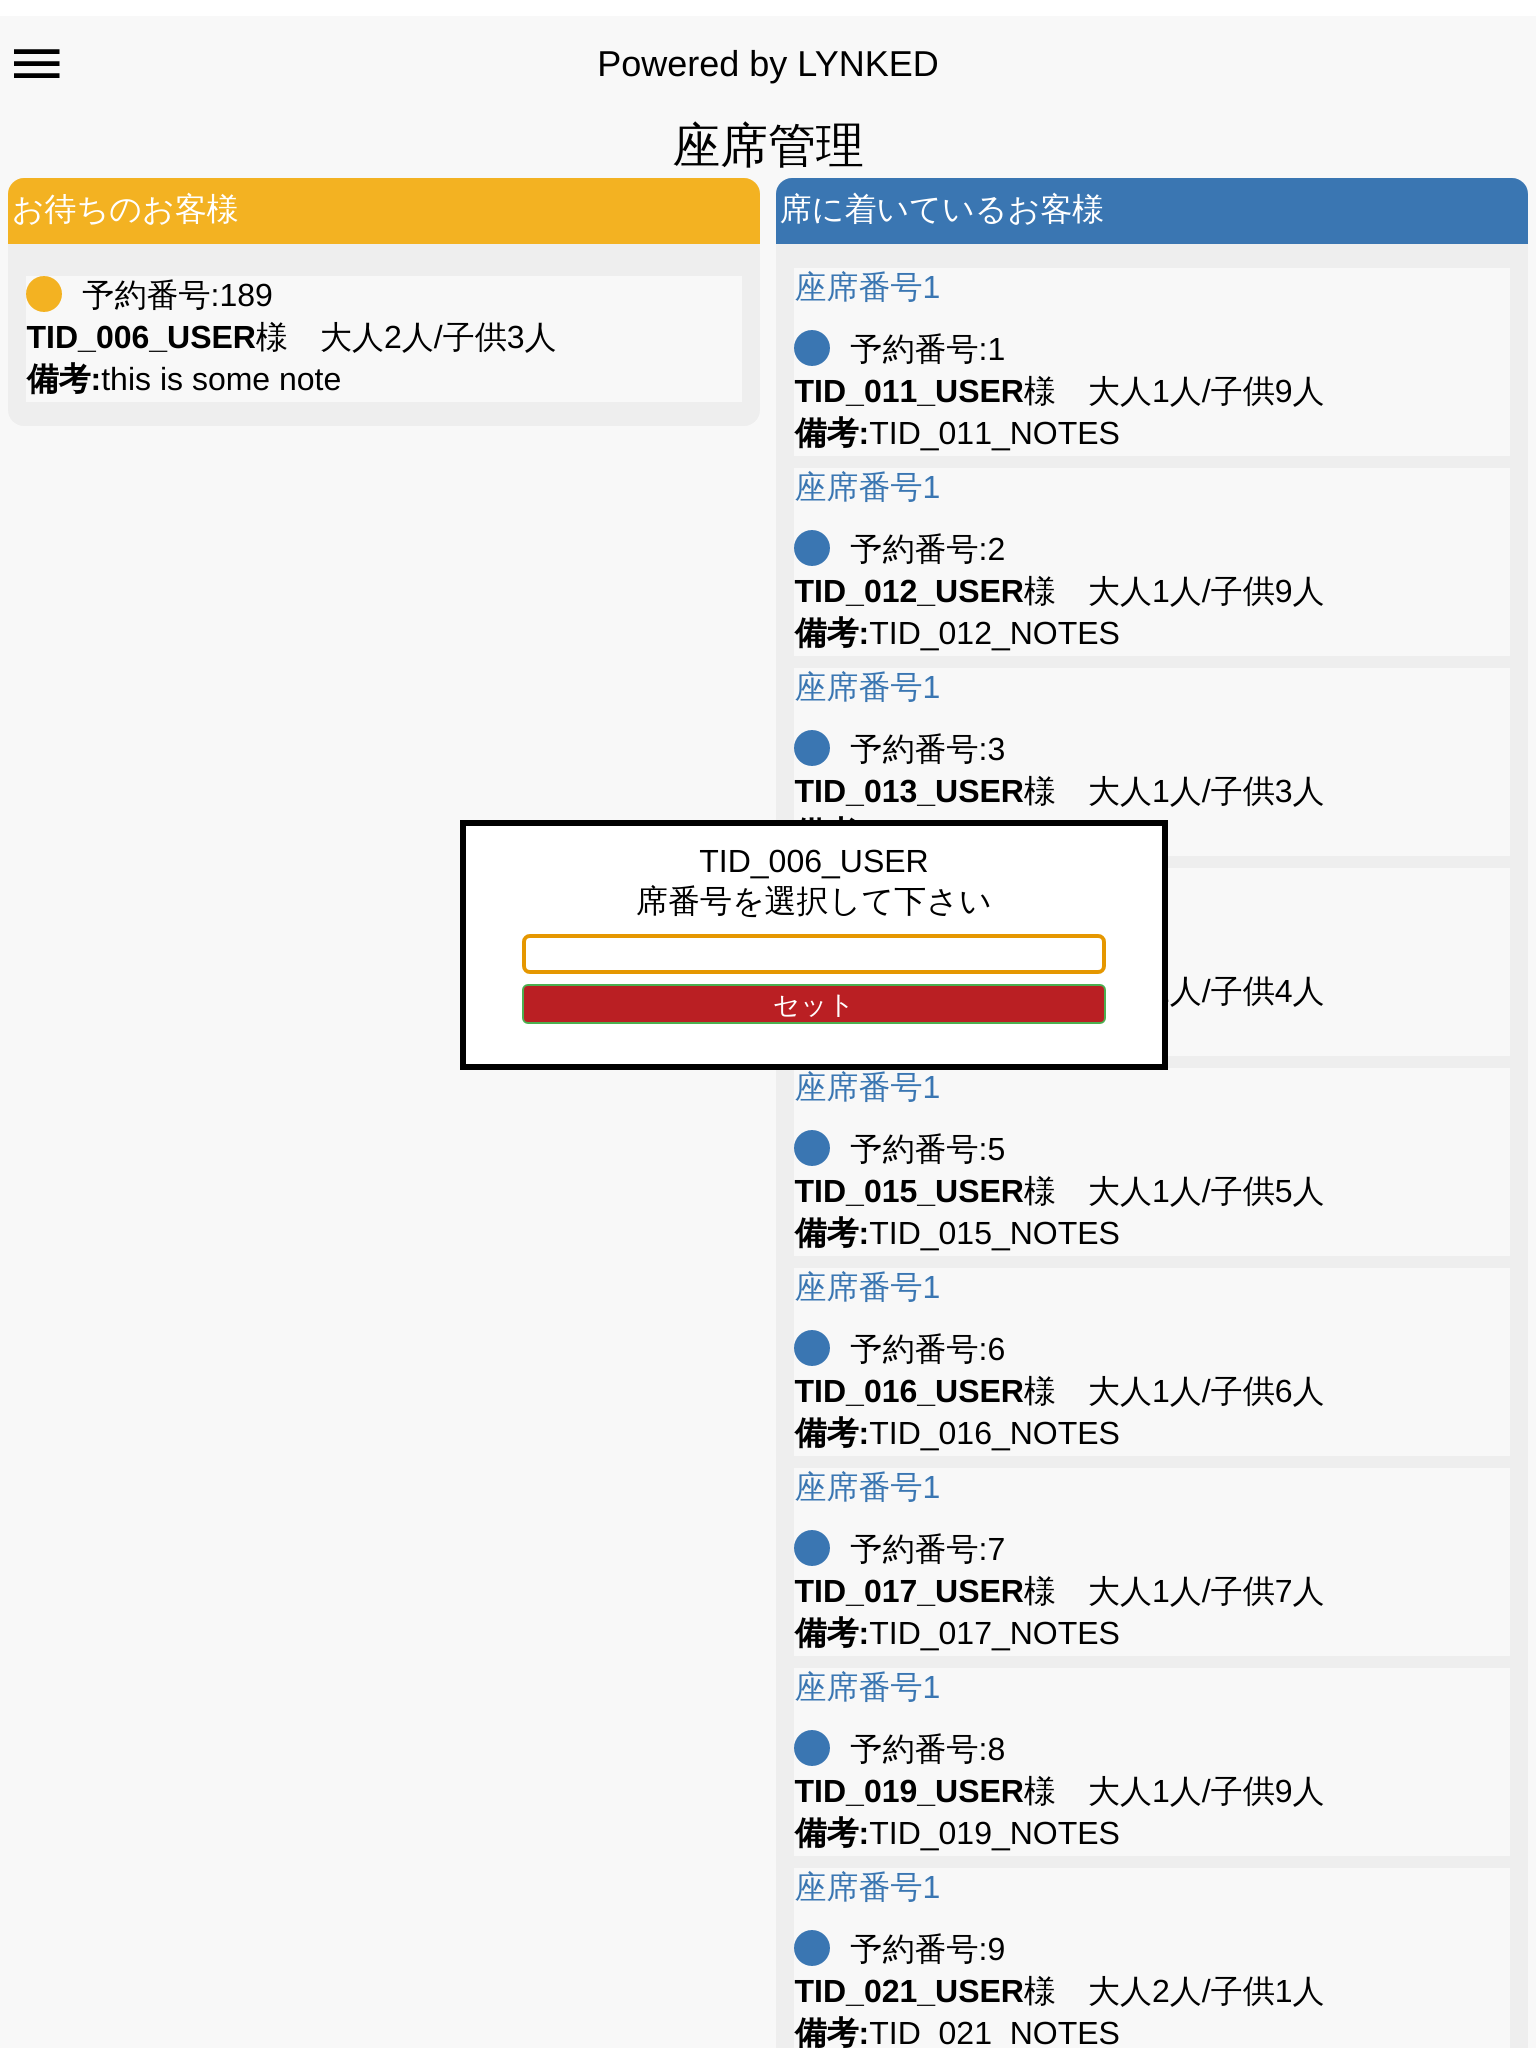 Powered by LYNKED
座席管理
お待ちのお客様
予約番号:189
TID_006_USER様　大人2人/子供3人
備考:this is some note
席に着いているお客様
座席番号1
予約番号:1
TID_011_USER様　大人1人/子供9人
備考:TID_011_NOTES
座席番号1
予約番号:2
TID_012_USER様　大人1人/子供9人
備考:TID_012_NOTES
座席番号1
予約番号:3
TID_013_USER様　大人1人/子供3人
TID_006_USER
席番号を選択して下さい
セット
人/子供4人
座席番号1
予約番号:5
TID_015_USER様　大人1人/子供5人
備考:TID_015_NOTES
座席番号1
予約番号:6
TID_016_USER様　大人1人/子供6人
備考:TID_016_NOTES
座席番号1
予約番号:7
TID_017_USER様　大人1人/子供7人
備考:TID_017_NOTES
座席番号1
予約番号:8
TID_019_USER様　大人1人/子供9人
備考:TID_019_NOTES
座席番号1
予約番号:9
TID_021_USER様　大人2人/子供1人
備考:TID_021_NOTES